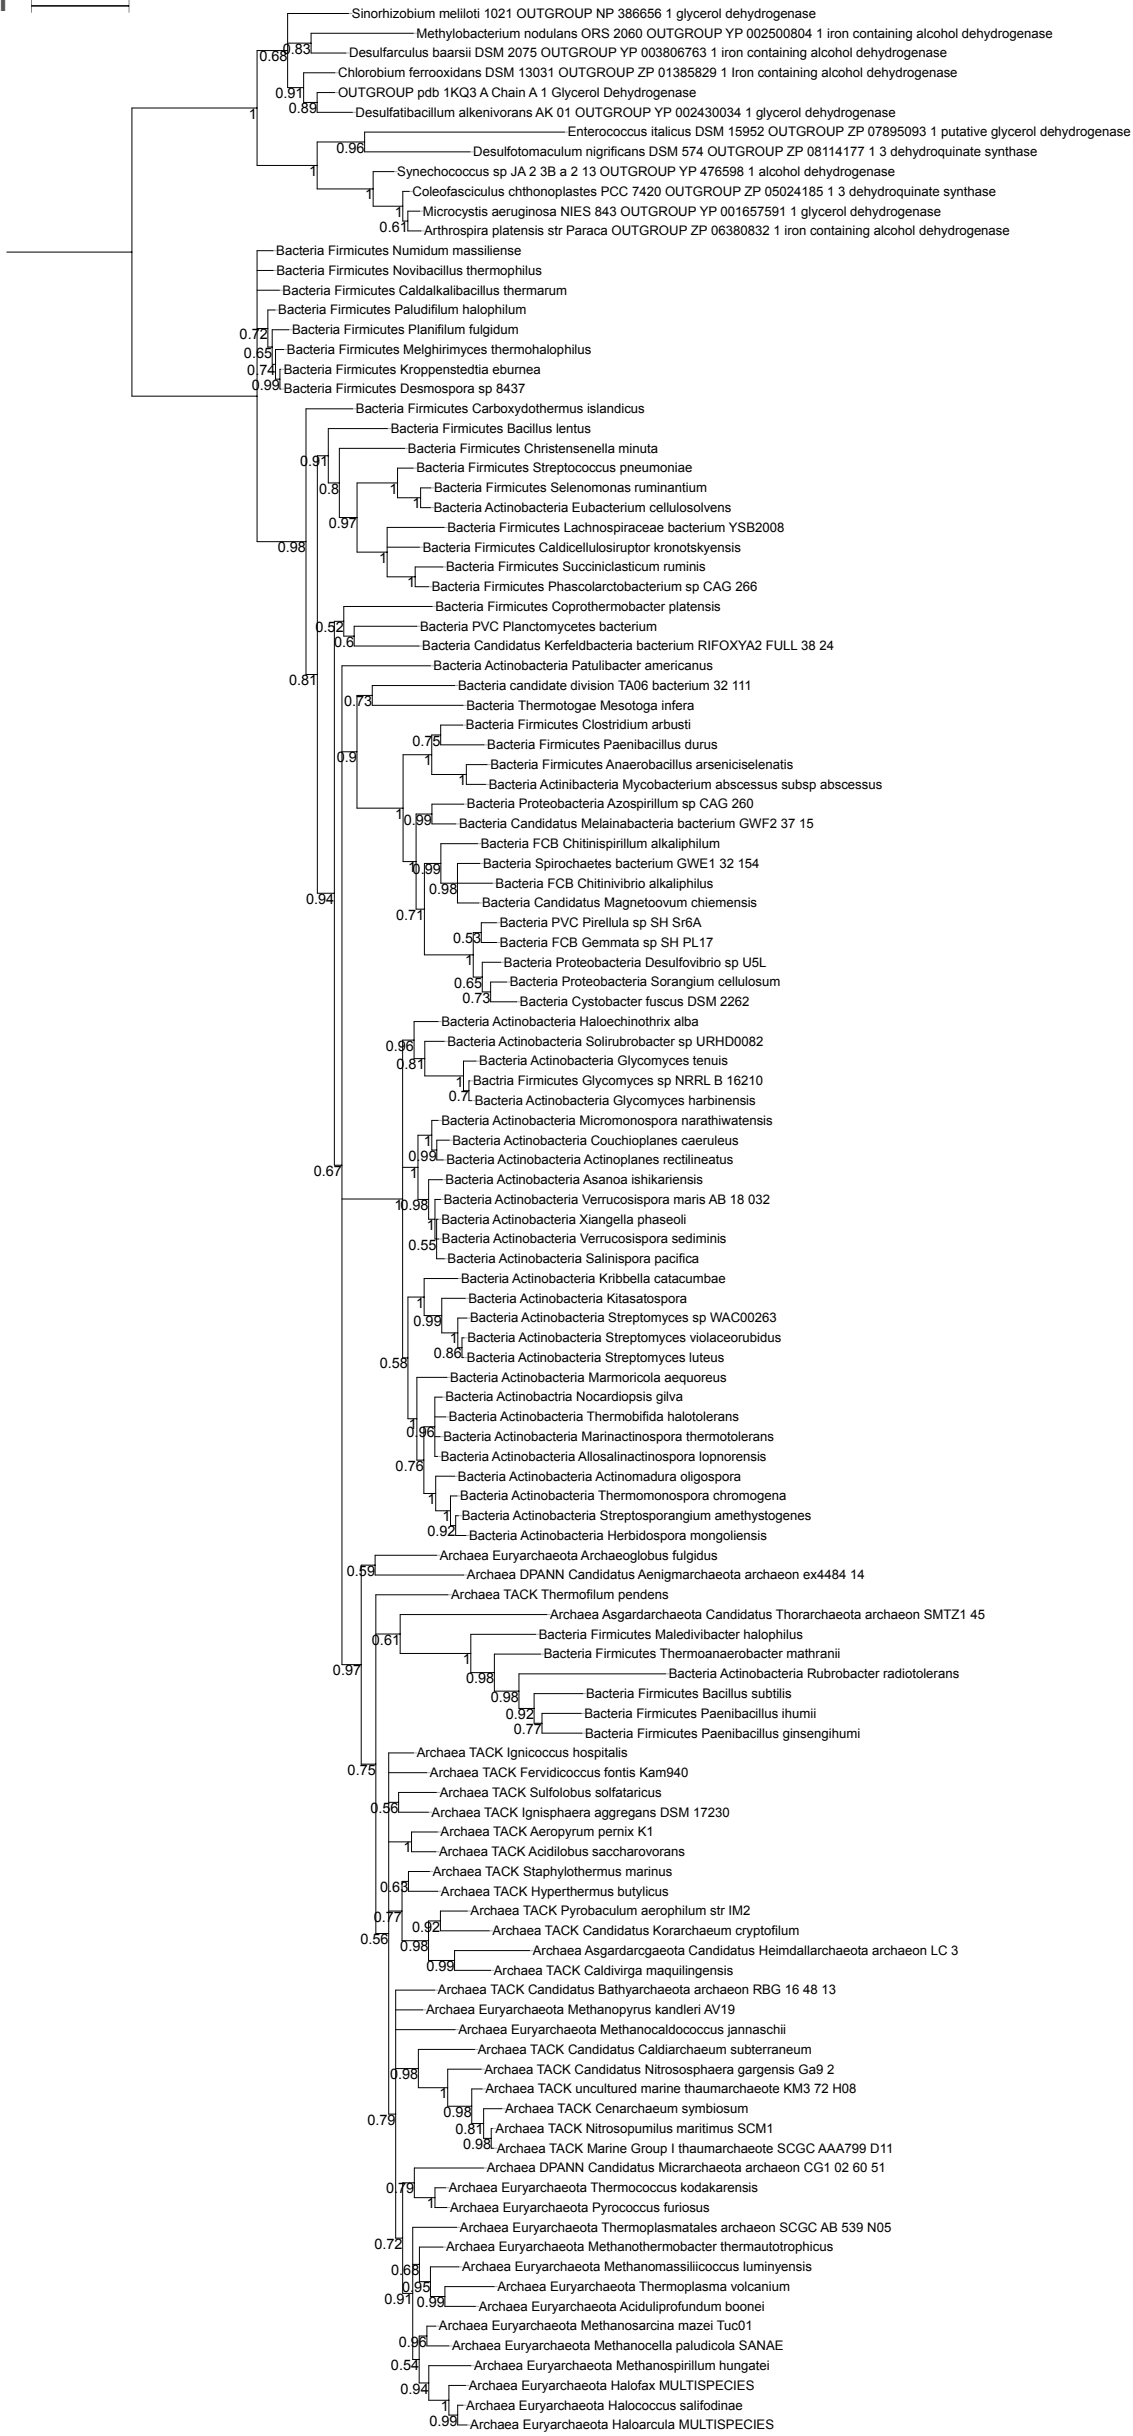 Sinorhizobium meliloti 1021 OUTGROUP NP 386656 1 glycerol dehydrogenase
Methylobacterium nodulans ORS 2060 OUTGROUP YP 002500804 1 iron containing alcohol dehydrogenase
0.83
0.68
Desulfarculus baarsii DSM 2075 OUTGROUP YP 003806763 1 iron containing alcohol dehydrogenase
Chlorobium ferrooxidans DSM 13031 OUTGROUP ZP 01385829 1 Iron containing alcohol dehydrogenase
0.91
OUTGROUP pdb 1KQ3 A Chain A 1 Glycerol Dehydrogenase
0.89
1
Desulfatibacillum alkenivorans AK 01 OUTGROUP YP 002430034 1 glycerol dehydrogenase
Enterococcus italicus DSM 15952 OUTGROUP ZP 07895093 1 putative glycerol dehydrogenase
0.96
Desulfotomaculum nigrificans DSM 574 OUTGROUP ZP 08114177 1 3 dehydroquinate synthase
1
Synechococcus sp JA 2 3B a 2 13 OUTGROUP YP 476598 1 alcohol dehydrogenase
1
Coleofasciculus chthonoplastes PCC 7420 OUTGROUP ZP 05024185 1 3 dehydroquinate synthase
1
Microcystis aeruginosa NIES 843 OUTGROUP YP 001657591 1 glycerol dehydrogenase
0.61
Arthrospira platensis str Paraca OUTGROUP ZP 06380832 1 iron containing alcohol dehydrogenase
Bacteria Firmicutes Numidum massiliense
Bacteria Firmicutes Novibacillus thermophilus
Bacteria Firmicutes Caldalkalibacillus thermarum
Bacteria Firmicutes Paludifilum halophilum
0.72
Bacteria Firmicutes Planifilum fulgidum
0.65
Bacteria Firmicutes Melghirimyces thermohalophilus
0.74
Bacteria Firmicutes Kroppenstedtia eburnea
0.99
Bacteria Firmicutes Desmospora sp 8437
Bacteria Firmicutes Carboxydothermus islandicus
Bacteria Firmicutes Bacillus lentus
0.91
Bacteria Firmicutes Christensenella minuta
0.8
Bacteria Firmicutes Streptococcus pneumoniae
1
Bacteria Firmicutes Selenomonas ruminantium
1
Bacteria Actinobacteria Eubacterium cellulosolvens
0.97
Bacteria Firmicutes Lachnospiraceae bacterium YSB2008
0.98
Bacteria Firmicutes Caldicellulosiruptor kronotskyensis
1
Bacteria Firmicutes Succiniclasticum ruminis
1
Bacteria Firmicutes Phascolarctobacterium sp CAG 266
Bacteria Firmicutes Coprothermobacter platensis
0.52
Bacteria PVC Planctomycetes bacterium
0.6
Bacteria Candidatus Kerfeldbacteria bacterium RIFOXYA2 FULL 38 24
Bacteria Actinobacteria Patulibacter americanus
0.81
Bacteria candidate division TA06 bacterium 32 111
0.73
Bacteria Thermotogae Mesotoga infera
Bacteria Firmicutes Clostridium arbusti
0.75
Bacteria Firmicutes Paenibacillus durus
0.9
1
Bacteria Firmicutes Anaerobacillus arseniciselenatis
1
Bacteria Actinibacteria Mycobacterium abscessus subsp abscessus
Bacteria Proteobacteria Azospirillum sp CAG 260
1
0.99
Bacteria Candidatus Melainabacteria bacterium GWF2 37 15
Bacteria FCB Chitinispirillum alkaliphilum
1
0.99
Bacteria Spirochaetes bacterium GWE1 32 154
Bacteria FCB Chitinivibrio alkaliphilus
0.98
0.94
Bacteria Candidatus Magnetoovum chiemensis
0.71
Bacteria PVC Pirellula sp SH Sr6A
0.53
Bacteria FCB Gemmata sp SH PL17
1
Bacteria Proteobacteria Desulfovibrio sp U5L
0.65
Bacteria Proteobacteria Sorangium cellulosum
0.73
Bacteria Cystobacter fuscus DSM 2262
Bacteria Actinobacteria Haloechinothrix alba
0.96
Bacteria Actinobacteria Solirubrobacter sp URHD0082
0.81
Bacteria Actinobacteria Glycomyces tenuis
1
Bactria Firmicutes Glycomyces sp NRRL B 16210
0.7
Bacteria Actinobacteria Glycomyces harbinensis
Bacteria Actinobacteria Micromonospora narathiwatensis
1
Bacteria Actinobacteria Couchioplanes caeruleus
0.99
Bacteria Actinobacteria Actinoplanes rectilineatus
0.67
1
Bacteria Actinobacteria Asanoa ishikariensis
1
0.98
Bacteria Actinobacteria Verrucosispora maris AB 18 032
Bacteria Actinobacteria Xiangella phaseoli
1
Bacteria Actinobacteria Verrucosispora sediminis
0.55
Bacteria Actinobacteria Salinispora pacifica
Bacteria Actinobacteria Kribbella catacumbae
Bacteria Actinobacteria Kitasatospora
1
Bacteria Actinobacteria Streptomyces sp WAC00263
0.99
Bacteria Actinobacteria Streptomyces violaceorubidus
1
0.86
Bacteria Actinobacteria Streptomyces luteus
0.58
Bacteria Actinobacteria Marmoricola aequoreus
Bacteria Actinobactria Nocardiopsis gilva
Bacteria Actinobacteria Thermobifida halotolerans
1
0.96
Bacteria Actinobacteria Marinactinospora thermotolerans
Bacteria Actinobacteria Allosalinactinospora lopnorensis
0.76
Bacteria Actinobacteria Actinomadura oligospora
1
Bacteria Actinobacteria Thermomonospora chromogena
1
Bacteria Actinobacteria Streptosporangium amethystogenes
0.92
Bacteria Actinobacteria Herbidospora mongoliensis
Archaea Euryarchaeota Archaeoglobus fulgidus
0.59
Archaea DPANN Candidatus Aenigmarchaeota archaeon ex4484 14
Archaea TACK Thermofilum pendens
Archaea Asgardarchaeota Candidatus Thorarchaeota archaeon SMTZ1 45
0.61
Bacteria Firmicutes Maledivibacter halophilus
1
Bacteria Firmicutes Thermoanaerobacter mathranii
0.97
0.98
Bacteria Actinobacteria Rubrobacter radiotolerans
0.98
Bacteria Firmicutes Bacillus subtilis
0.92
Bacteria Firmicutes Paenibacillus ihumii
0.77
Bacteria Firmicutes Paenibacillus ginsengihumi
Archaea TACK Ignicoccus hospitalis
0.75
Archaea TACK Fervidicoccus fontis Kam940
Archaea TACK Sulfolobus solfataricus
0.56
Archaea TACK Ignisphaera aggregans DSM 17230
Archaea TACK Aeropyrum pernix K1
1
Archaea TACK Acidilobus saccharovorans
Archaea TACK Staphylothermus marinus
0.63
Archaea TACK Hyperthermus butylicus
Archaea TACK Pyrobaculum aerophilum str IM2
0.77
0.92
Archaea TACK Candidatus Korarchaeum cryptofilum
0.56
0.98
Archaea Asgardarcgaeota Candidatus Heimdallarchaeota archaeon LC 3
0.99
Archaea TACK Caldivirga maquilingensis
Archaea TACK Candidatus Bathyarchaeota archaeon RBG 16 48 13
Archaea Euryarchaeota Methanopyrus kandleri AV19
Archaea Euryarchaeota Methanocaldococcus jannaschii
Archaea TACK Candidatus Caldiarchaeum subterraneum
0.98
Archaea TACK Candidatus Nitrososphaera gargensis Ga9 2
1
Archaea TACK uncultured marine thaumarchaeote KM3 72 H08
0.98
Archaea TACK Cenarchaeum symbiosum
0.79
0.81
Archaea TACK Nitrosopumilus maritimus SCM1
0.98
Archaea TACK Marine Group I thaumarchaeote SCGC AAA799 D11
Archaea DPANN Candidatus Micrarchaeota archaeon CG1 02 60 51
0.79
Archaea Euryarchaeota Thermococcus kodakarensis
1
Archaea Euryarchaeota Pyrococcus furiosus
Archaea Euryarchaeota Thermoplasmatales archaeon SCGC AB 539 N05
0.72
Archaea Euryarchaeota Methanothermobacter thermautotrophicus
0.68
Archaea Euryarchaeota Methanomassiliicoccus luminyensis
0.95
Archaea Euryarchaeota Thermoplasma volcanium
0.91
0.99
Archaea Euryarchaeota Aciduliprofundum boonei
Archaea Euryarchaeota Methanosarcina mazei Tuc01
0.96
Archaea Euryarchaeota Methanocella paludicola SANAE
0.54
Archaea Euryarchaeota Methanospirillum hungatei
0.94
Archaea Euryarchaeota Halofax MULTISPECIES
1
Archaea Euryarchaeota Halococcus salifodinae
0.99
Archaea Euryarchaeota Haloarcula MULTISPECIES